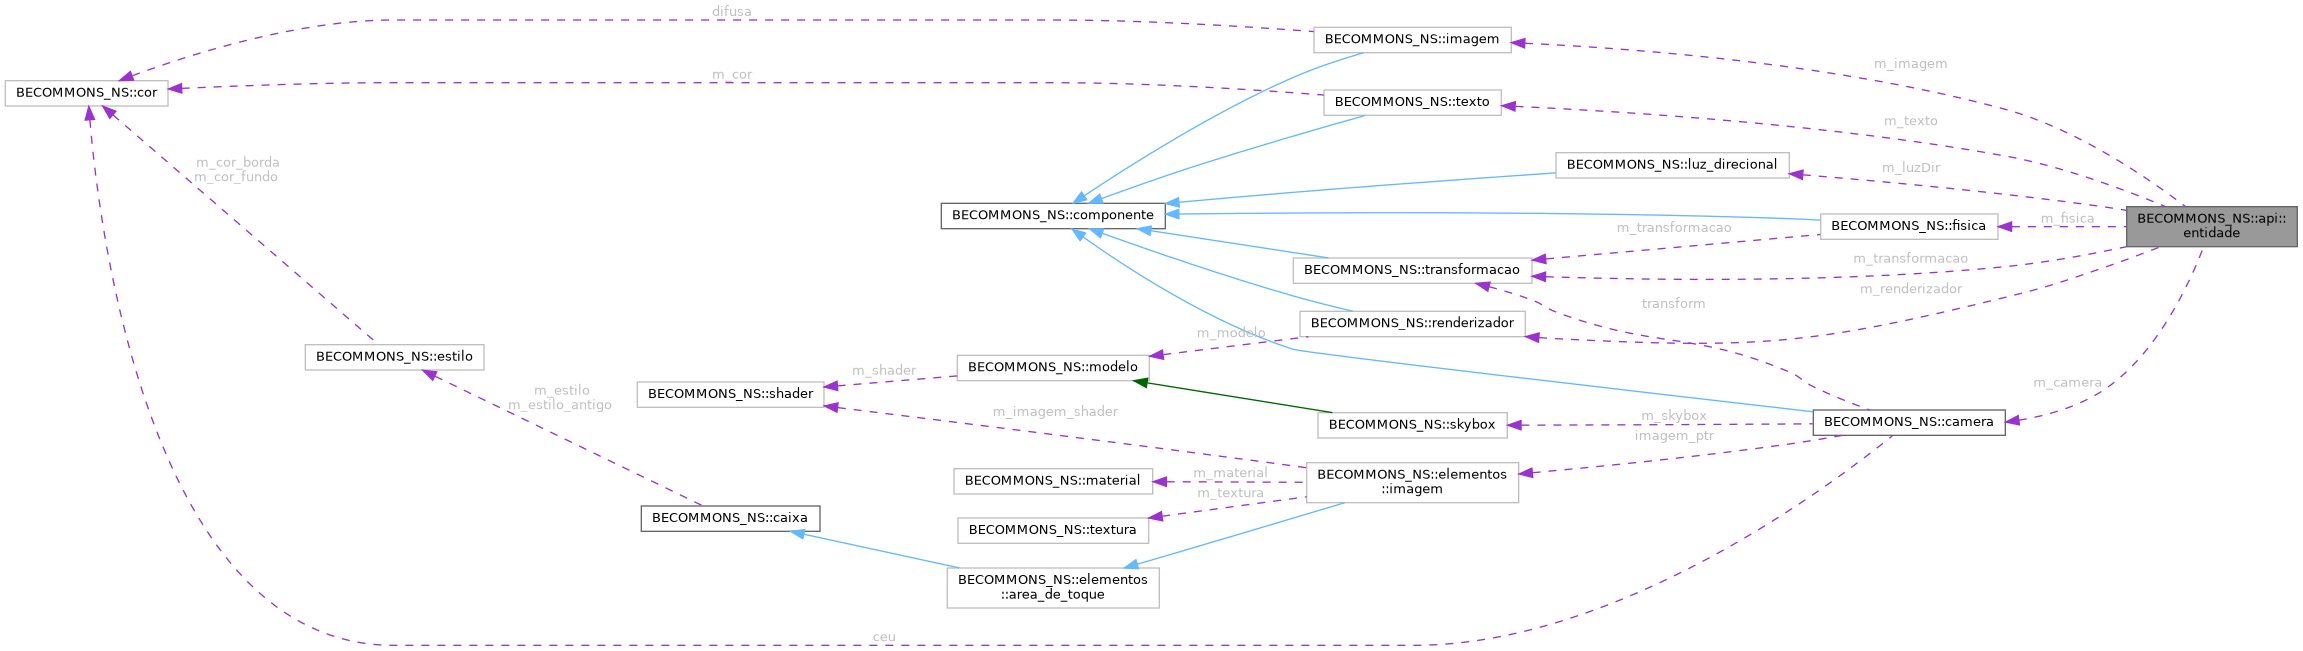 difusa
BECOMMONS_NS::imagem
m_imagem
m_cor
BECOMMONS_NS::cor
BECOMMONS_NS::texto
m_texto
m_cor_borda
m_cor_fundo
BECOMMONS_NS::luz_direcional
m_luzDir
BECOMMONS_NS::componente
BECOMMONS_NS::fisica
m_fisica
BECOMMONS_NS::api::
entidade
m_transformacao
BECOMMONS_NS::transformacao
m_transformacao
m_renderizador
transform
BECOMMONS_NS::renderizador
m_modelo
BECOMMONS_NS::estilo
BECOMMONS_NS::modelo
m_shader
BECOMMONS_NS::shader
m_camera
m_estilo
m_estilo_antigo
m_imagem_shader
BECOMMONS_NS::skybox
m_skybox
imagem_ptr
BECOMMONS_NS::camera
BECOMMONS_NS::material
m_material
BECOMMONS_NS::elementos
::imagem
m_textura
BECOMMONS_NS::caixa
BECOMMONS_NS::textura
BECOMMONS_NS::elementos
::area_de_toque
ceu